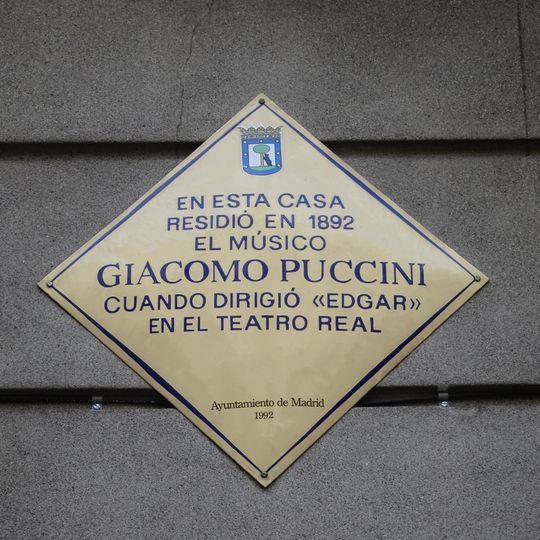 EN ESTA CASA
RESIDIÓ EN 1892
EL MÚSICO
GIACOMO PUCCINI
CUANDO DIRIGIÓ «EDGAR»
EN EL TEATRO REAL
Ayuntamiento de Madrid
1992